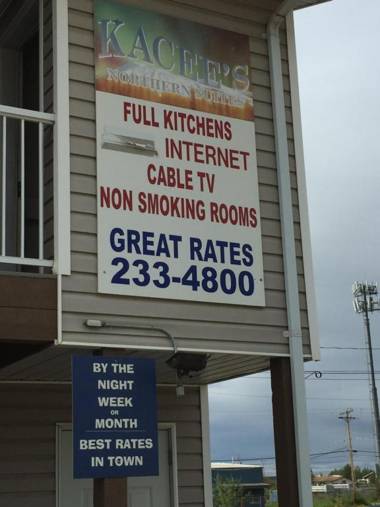 KACEE'S
NORTHERN SUITES
FULL KITCHENS
INTERNET
CABLE TV
NON SMOKING ROOMS
GREAT RATES
233-4800
BY THE
NIGHT
WEEK
OR
MONTH
BEST RATES
IN TOWN